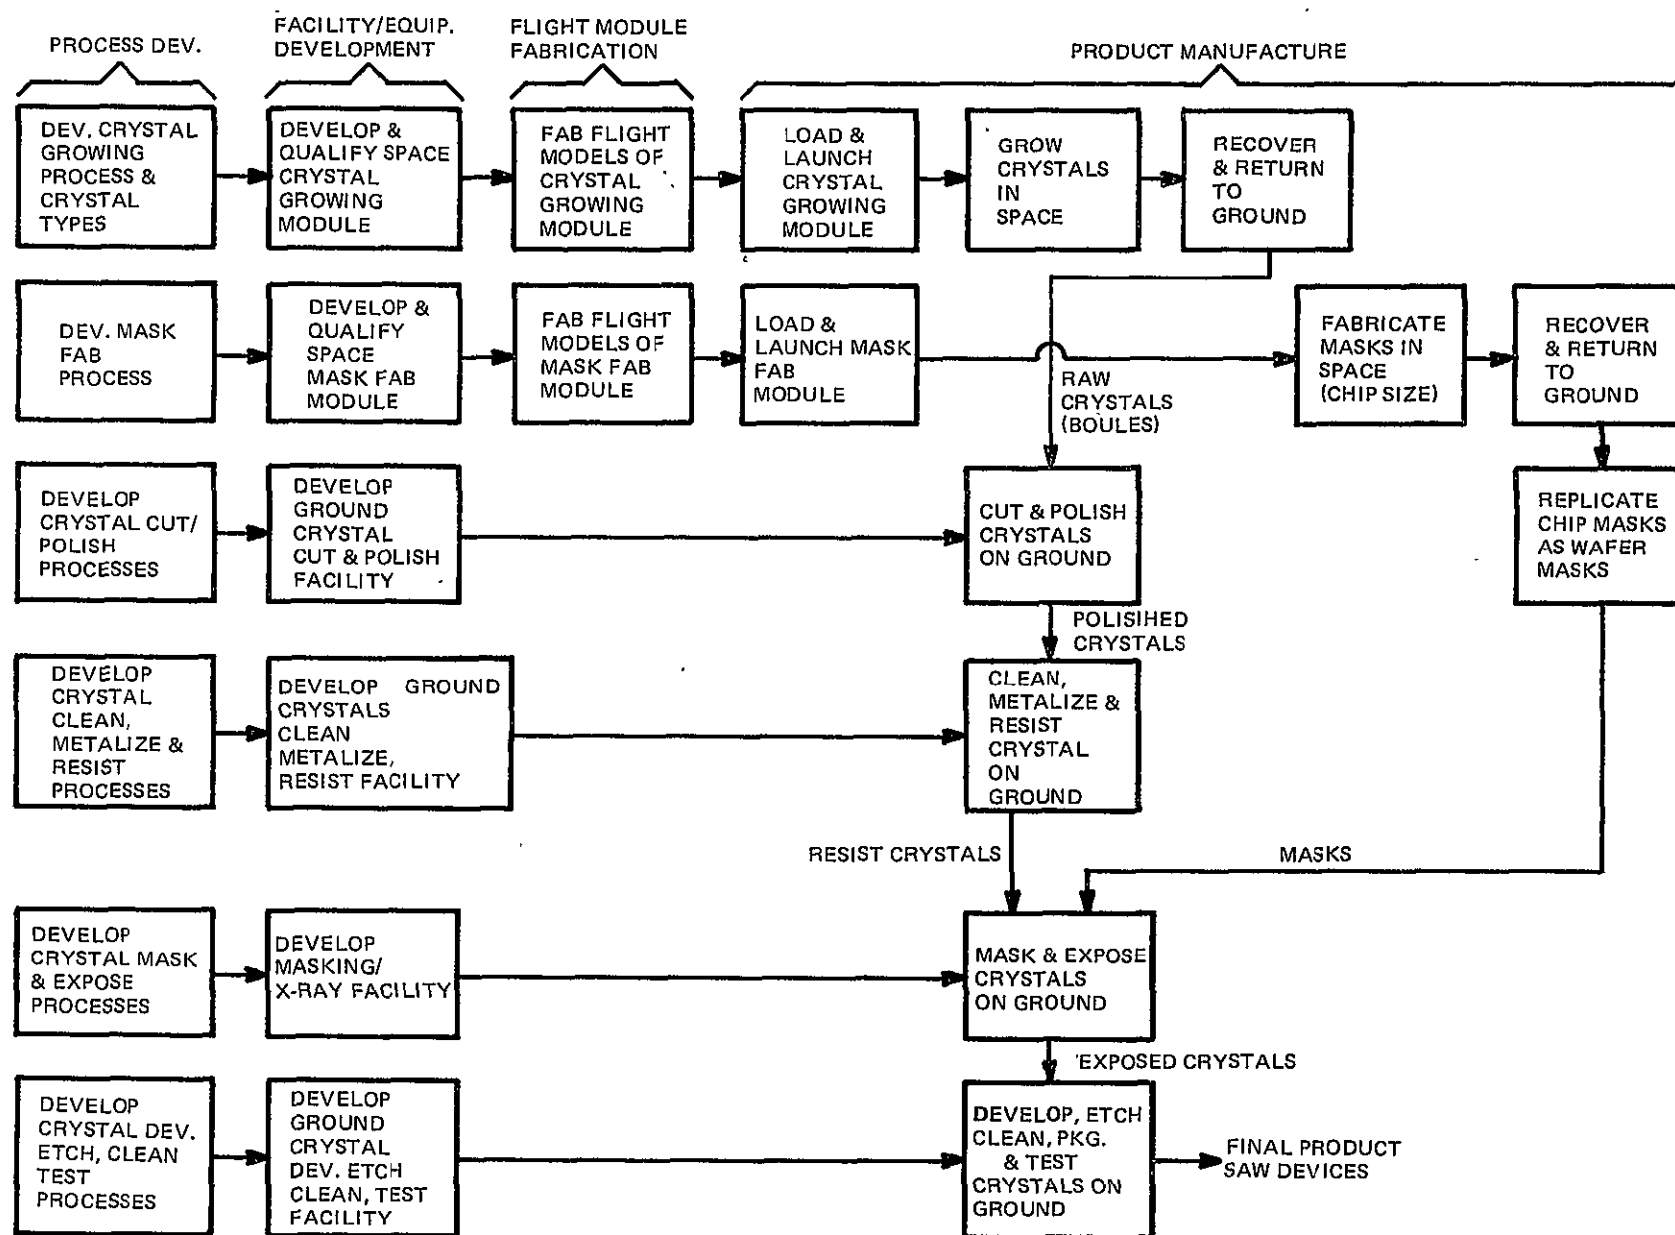 PROCESS DEV.
FACILITY/EQUIP.
DEVELOPMENT
FLIGHT MODULE
FABRICATION
PRODUCT MANUFACTURE
DEV. CRYSTAL
GROWING
PROCESS &
CRYSTAL
TYPES
DEVELOP &
QUALIFY SPACE
CRYSTAL
GROWING
MODULE
FAB FLIGHT
MODELS OF
CRYSTAL
GROWING
MODULE
LOAD &
LAUNCH
CRYSTAL
GROWING
MODULE
GROW
CRYSTALS
IN
SPACE
RECOVER
& RETURN
TO
GROUND
DEV. MASK
FAB
PROCESS
DEVELOP &
QUALIFY
SPACE
MASK FAB
MODULE
FAB FLIGHT
MODELS OF
MASK FAB
MODULE
LOAD &
LAUNCH MASK
FAB
MODULE
RAW
CRYSTALS
(BOULES)
FABRICATE
MASKS IN
SPACE
(CHIP SIZE)
RECOVER
& RETURN
TO
GROUND
DEVELOP
CRYSTAL CUT/
POLISH
PROCESSES
DEVELOP
GROUND
CRYSTAL
CUT & POLISH
FACILITY
CUT & POLISH
CRYSTALS
ON GROUND
REPLICATE
CHIP MASKS
AS WAFER
MASKS
POLISIHED
CRYSTALS
DEVELOP
CRYSTAL
CLEAN,
METALIZE &
RESIST
PROCESSES
DEVELOP GROUND
CRYSTALS
CLEAN
METALIZE,
RESIST FACILITY
CLEAN,
METALIZE &
RESIST
CRYSTAL
ON
GROUND
RESIST CRYSTALS
MASKS
DEVELOP
CRYSTAL MASK
& EXPOSE
PROCESSES
DEVELOP
MASKING/
X-RAY FACILITY
MASK & EXPOSE
CRYSTALS
ON GROUND
EXPOSED CRYSTALS
DEVELOP
CRYSTAL DEV.
ETCH, CLEAN
TEST
PROCESSES
DEVELOP
GROUND
CRYSTAL
DEV. ETCH
CLEAN, TEST
FACILITY
DEVELOP, ETCH
CLEAN, PKG.
& TEST
CRYSTALS ON
GROUND
FINAL PRODUCT
SAW DEVICES